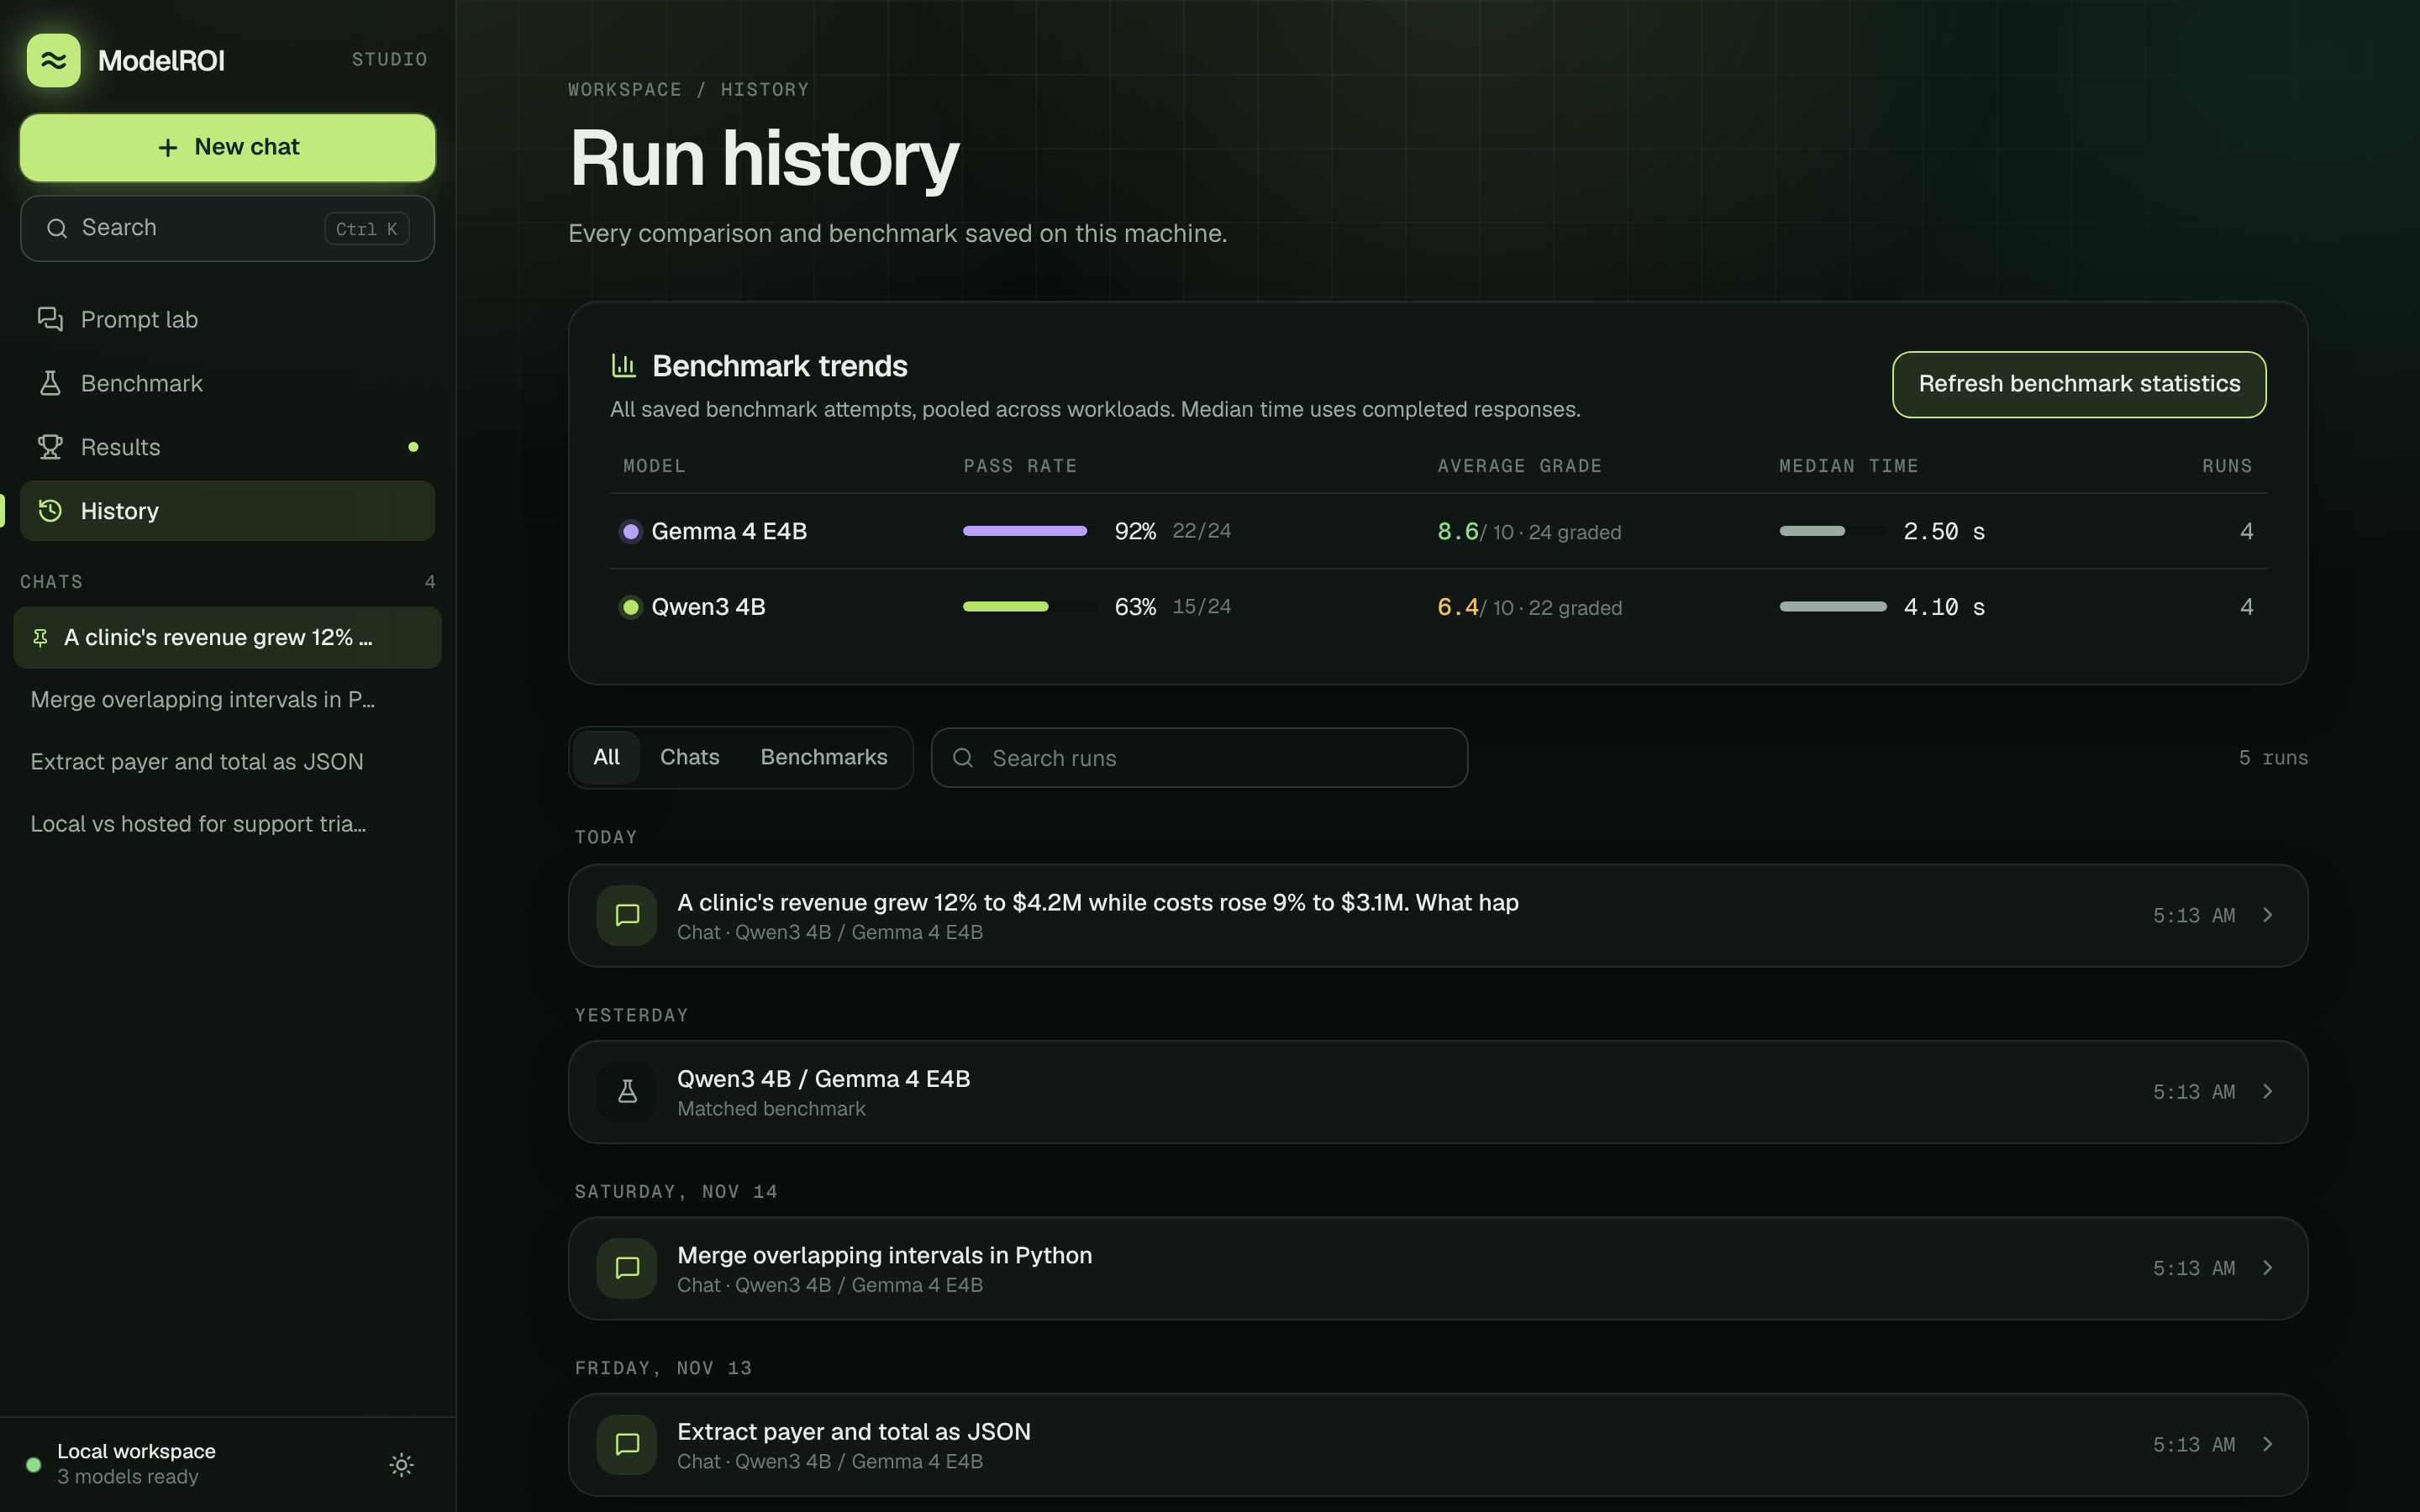 ModelROI STUDIO
New chat
Search Ctrl K
Prompt lab
Benchmark
Results
History
CHATS 4
A clinic's revenue grew 12% ...
Merge overlapping intervals in P...
Extract payer and total as JSON
Local vs hosted for support tria...
Local workspace
3 models ready
WORKSPACE / HISTORY
Run history
Every comparison and benchmark saved on this machine.
Benchmark trends
All saved benchmark attempts, pooled across workloads. Median time uses completed responses.
Refresh benchmark statistics
MODEL PASS RATE AVERAGE GRADE MEDIAN TIME RUNS
Gemma 4 E4B 92% 22/24 8.6/ 10 · 24 graded 2.50 s 4
Qwen3 4B 63% 15/24 6.4/ 10 · 22 graded 4.10 s 4
All Chats Benchmarks Search runs 5 runs
TODAY
A clinic's revenue grew 12% to $4.2M while costs rose 9% to $3.1M. What hap
Chat · Qwen3 4B / Gemma 4 E4B
5:13 AM
YESTERDAY
Qwen3 4B / Gemma 4 E4B
Matched benchmark
5:13 AM
SATURDAY, NOV 14
Merge overlapping intervals in Python
Chat · Qwen3 4B / Gemma 4 E4B
5:13 AM
FRIDAY, NOV 13
Extract payer and total as JSON
Chat · Qwen3 4B / Gemma 4 E4B
5:13 AM